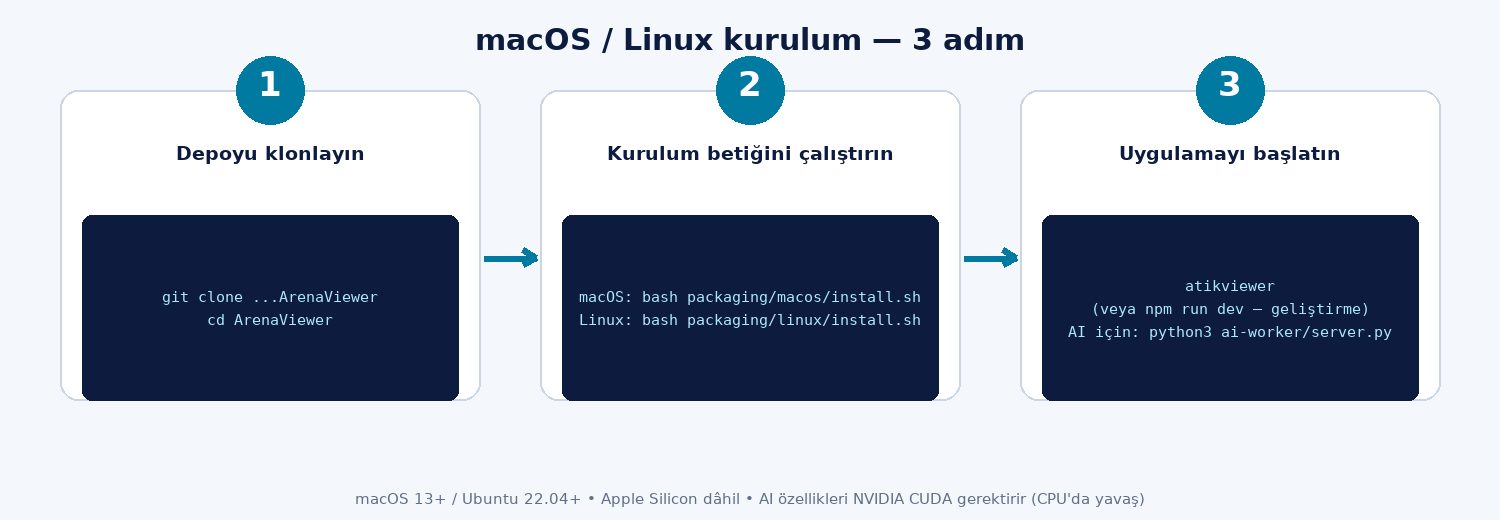 macOS / Linux kurulum — 3 adım
1
Depoyu klonlayın
git clone ...ArenaViewer
cd ArenaViewer
2
Kurulum betiğini çalıştırın
macOS: bash packaging/macos/install.sh
Linux: bash packaging/linux/install.sh
3
Uygulamayı başlatın
atikviewer
(veya npm run dev — geliştirme)
AI için: python3 ai-worker/server.py
macOS 13+ / Ubuntu 22.04+ • Apple Silicon dâhil • AI özellikleri NVIDIA CUDA gerektirir (CPU'da yavaş)